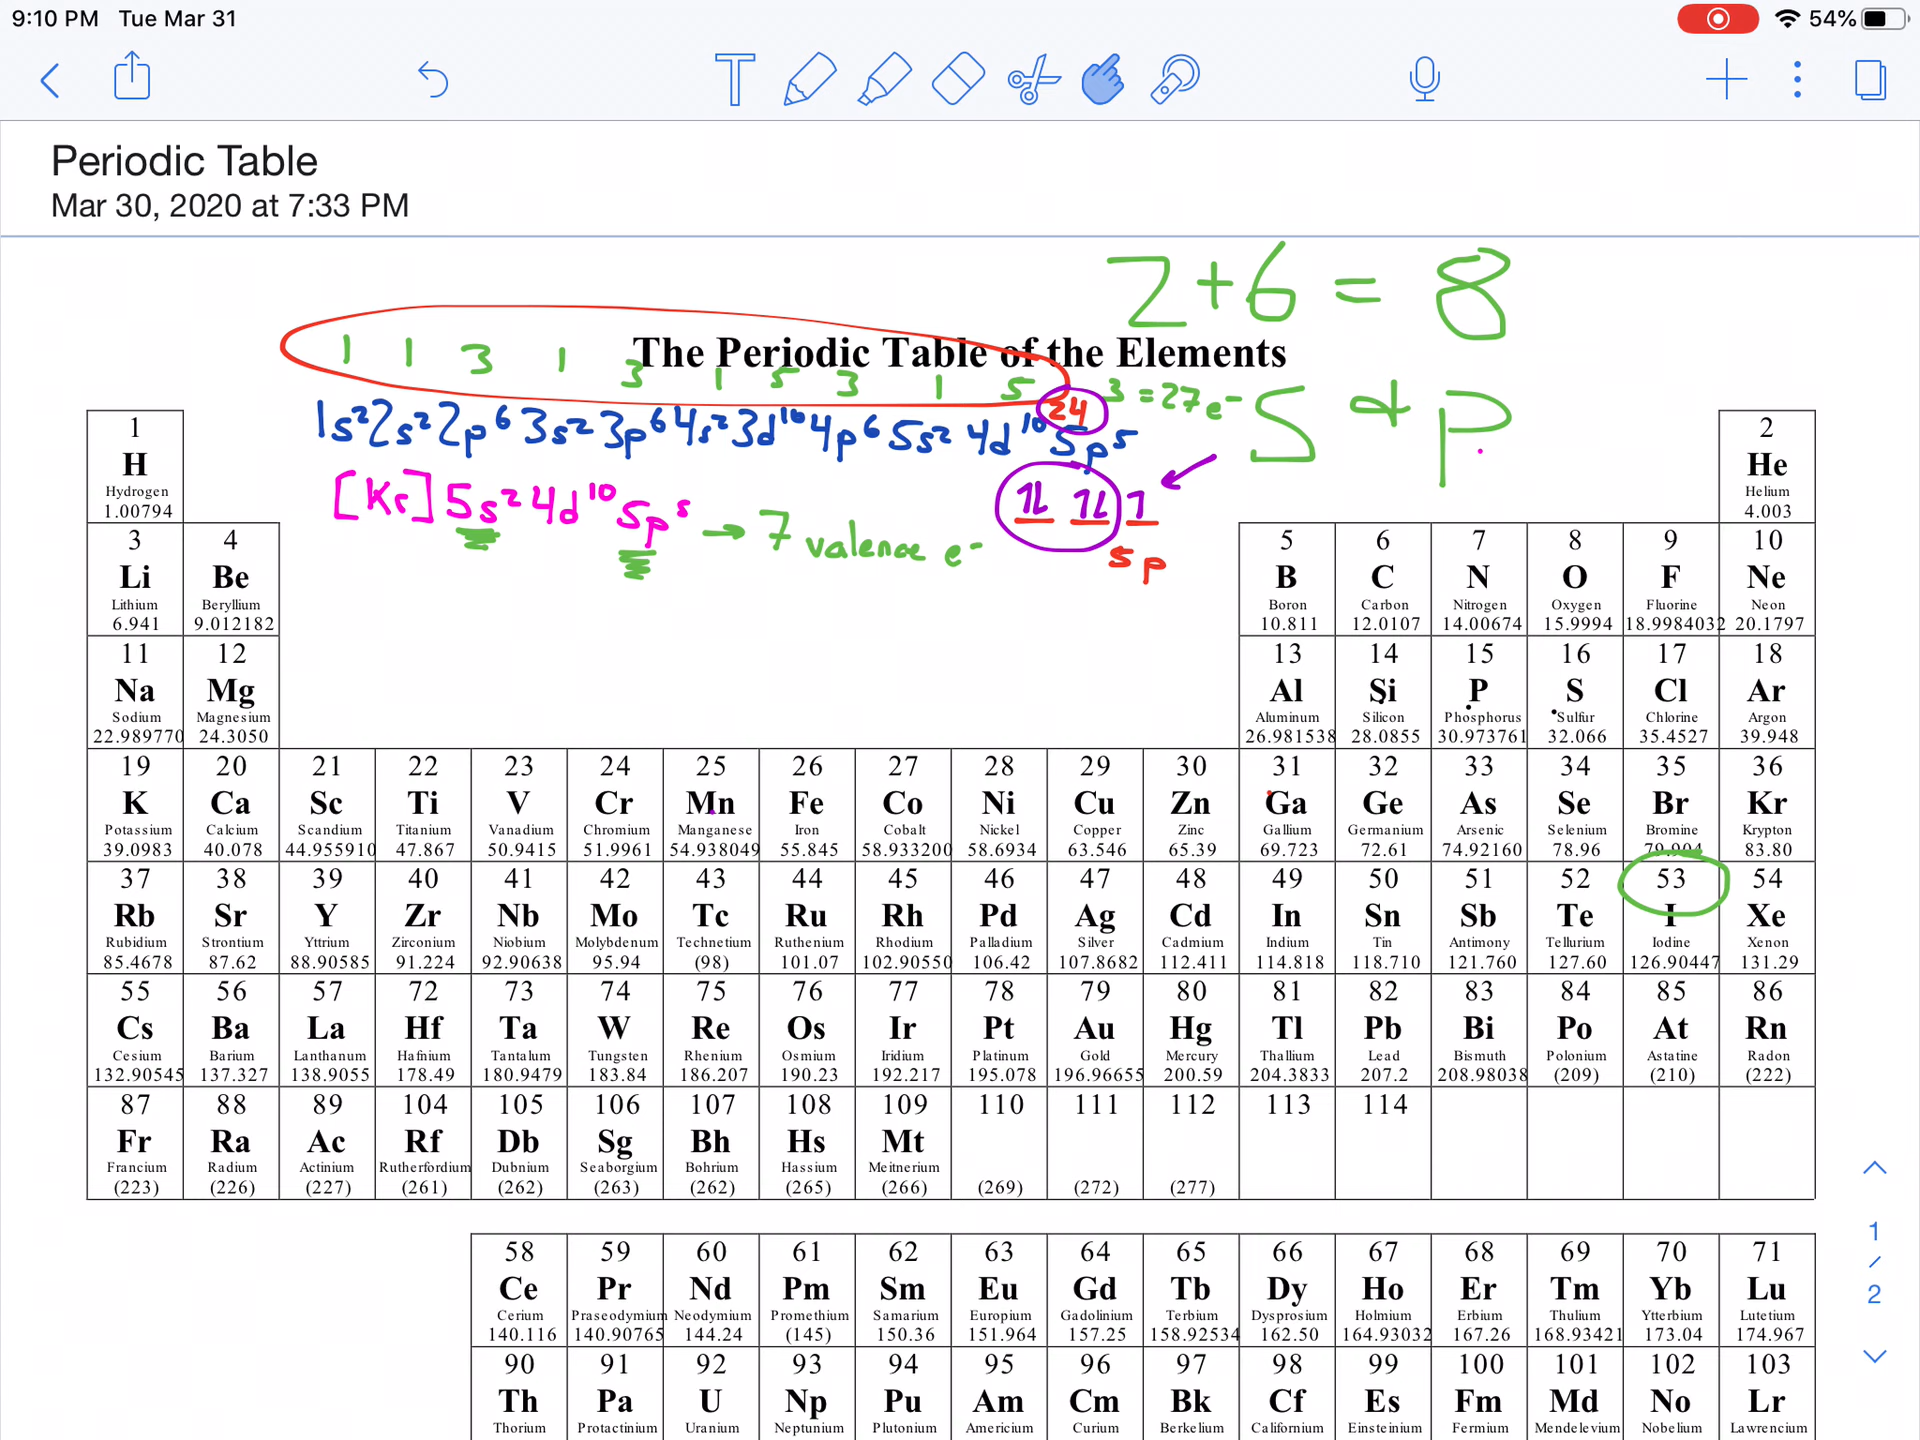 9:10 PM Tue Mar 31 54%
Periodic Table
Mar 30, 2020 at 7:33 PM
2+6 = 8
The Periodic Table of the Elements
1 1 3 1 3 1 5 3 1 5 24 3 = 27e⁻ S & P
1s²2s²2p⁶3s²3p⁶4s²3d¹⁰4p⁶5s²4d¹⁰5p⁵
[Kr]5s²4d¹⁰5p⁵ → 7 valence e⁻ 1L 1L 1
5p
1 2
H He
Hydrogen Helium
1.00794 4.003
3 4 5 6 7 8 9 10
Li Be B C N O F Ne
Lithium Beryllium Boron Carbon Nitrogen Oxygen Fluorine Neon
6.941 9.012182 10.811 12.0107 14.00674 15.9994 18.9984032 20.1797
11 12 13 14 15 16 17 18
Na Mg Al Si P S Cl Ar
Sodium Magnesium Aluminum Silicon Phosphorus Sulfur Chlorine Argon
22.989770 24.3050 26.981538 28.0855 30.973761 32.066 35.4527 39.948
19 20 21 22 23 24 25 26 27 28 29 30 31 32 33 34 35 36
K Ca Sc Ti V Cr Mn Fe Co Ni Cu Zn Ga Ge As Se Br Kr
Potassium Calcium Scandium Titanium Vanadium Chromium Manganese Iron Cobalt Nickel Copper Zinc Gallium Germanium Arsenic Selenium Bromine Krypton
39.0983 40.078 44.955910 47.867 50.9415 51.9961 54.938049 55.845 58.933200 58.6934 63.546 65.39 69.723 72.61 74.92160 78.96 79.904 83.80
37 38 39 40 41 42 43 44 45 46 47 48 49 50 51 52 53 54
Rb Sr Y Zr Nb Mo Tc Ru Rh Pd Ag Cd In Sn Sb Te I Xe
Rubidium Strontium Yttrium Zirconium Niobium Molybdenum Technetium Ruthenium Rhodium Palladium Silver Cadmium Indium Tin Antimony Tellurium Iodine Xenon
85.4678 87.62 88.90585 91.224 92.90638 95.94 (98) 101.07 102.90550 106.42 107.8682 112.411 114.818 118.710 121.760 127.60 126.90447 131.29
55 56 57 72 73 74 75 76 77 78 79 80 81 82 83 84 85 86
Cs Ba La Hf Ta W Re Os Ir Pt Au Hg Tl Pb Bi Po At Rn
Cesium Barium Lanthanum Hafnium Tantalum Tungsten Rhenium Osmium Iridium Platinum Gold Mercury Thallium Lead Bismuth Polonium Astatine Radon
132.90545 137.327 138.9055 178.49 180.9479 183.84 186.207 190.23 192.217 195.078 196.96655 200.59 204.3833 207.2 208.98038 (209) (210) (222)
87 88 89 104 105 106 107 108 109 110 111 112 113 114
Fr Ra Ac Rf Db Sg Bh Hs Mt
Francium Radium Actinium Rutherfordium Dubnium Seaborgium Bohrium Hassium Meitnerium
(223) (226) (227) (261) (262) (263) (262) (265) (266) (269) (272) (277)
1
/
2
58 59 60 61 62 63 64 65 66 67 68 69 70 71
Ce Pr Nd Pm Sm Eu Gd Tb Dy Ho Er Tm Yb Lu
Cerium Praseodymium Neodymium Promethium Samarium Europium Gadolinium Terbium Dysprosium Holmium Erbium Thulium Ytterbium Lutetium
140.116 140.90765 144.24 (145) 150.36 151.964 157.25 158.92534 162.50 164.93032 167.26 168.93421 173.04 174.967
90 91 92 93 94 95 96 97 98 99 100 101 102 103
Th Pa U Np Pu Am Cm Bk Cf Es Fm Md No Lr
Thorium Protactinium Uranium Neptunium Plutonium Americium Curium Berkelium Californium Einsteinium Fermium Mendelevium Nobelium Lawrencium